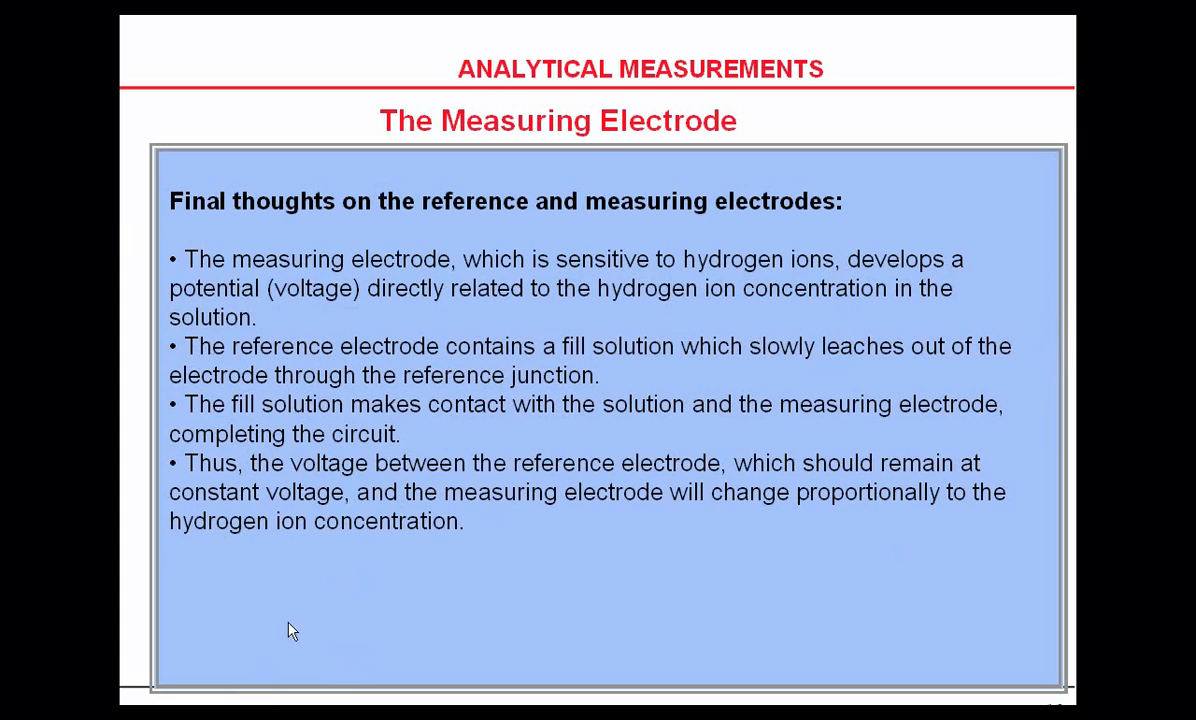 ANALYTICAL MEASUREMENTS
The Measuring Electrode
Final thoughts on the reference and measuring electrodes:
• The measuring electrode, which is sensitive to hydrogen ions, develops a
potential (voltage) directly related to the hydrogen ion concentration in the
solution.
• The reference electrode contains a fill solution which slowly leaches out of the
electrode through the reference junction.
• The fill solution makes contact with the solution and the measuring electrode,
completing the circuit.
• Thus, the voltage between the reference electrode, which should remain at
constant voltage, and the measuring electrode will change proportionally to the
hydrogen ion concentration.